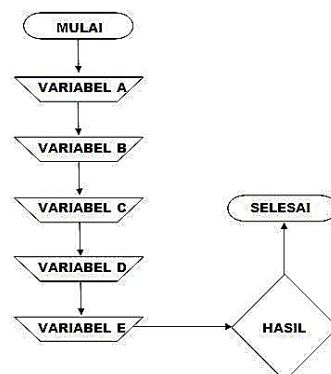 MULAI
VARIABEL A
VARIABEL B
VARIABEL C
VARIABEL D
VARIABEL E
SELESAI
HASIL